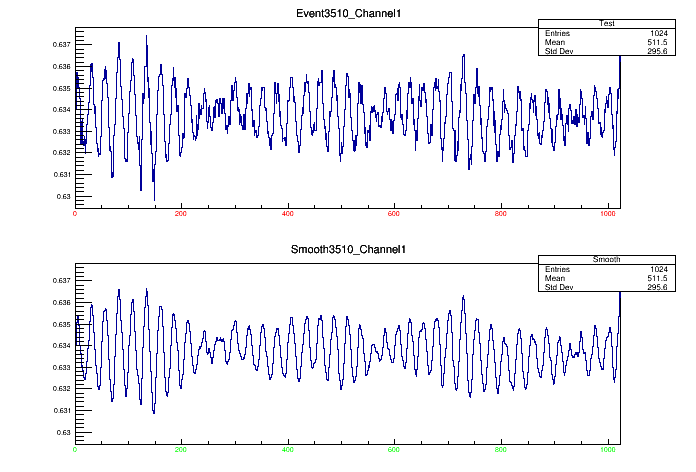 Event3510_Channel1
Test
Entries 1024
Mean 511.5
Std Dev 295.6
0.637
0.636
0.635
0.634
0.633
0.632
0.631
0.63
0 200 400 600 800 1000
Smooth3510_Channel1
Smooth
Entries 1024
Mean 511.5
Std Dev 295.6
0.637
0.636
0.635
0.634
0.633
0.632
0.631
0.63
0 200 400 600 800 1000